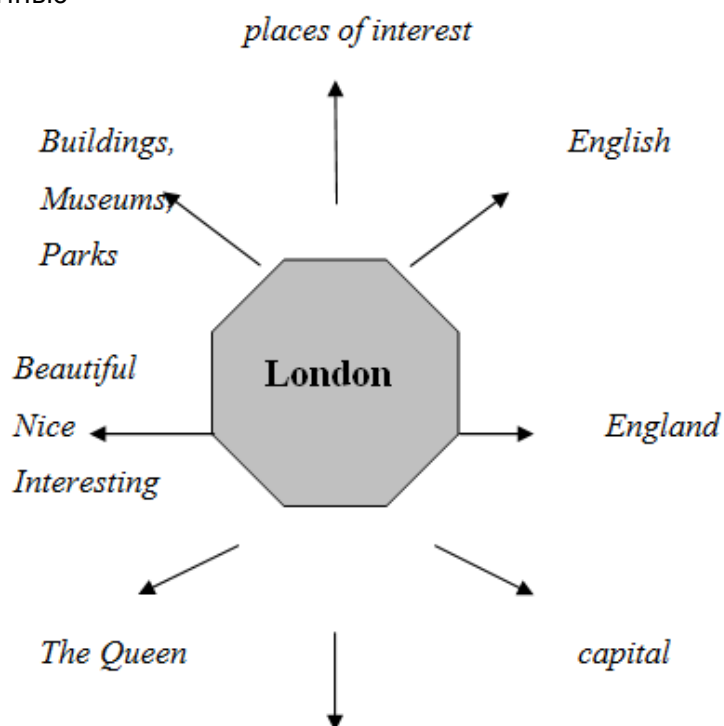 places of interest
Buildings,
English
Museums,
Parks
London
Beautiful
Nice
England
Interesting
The Queen
capital